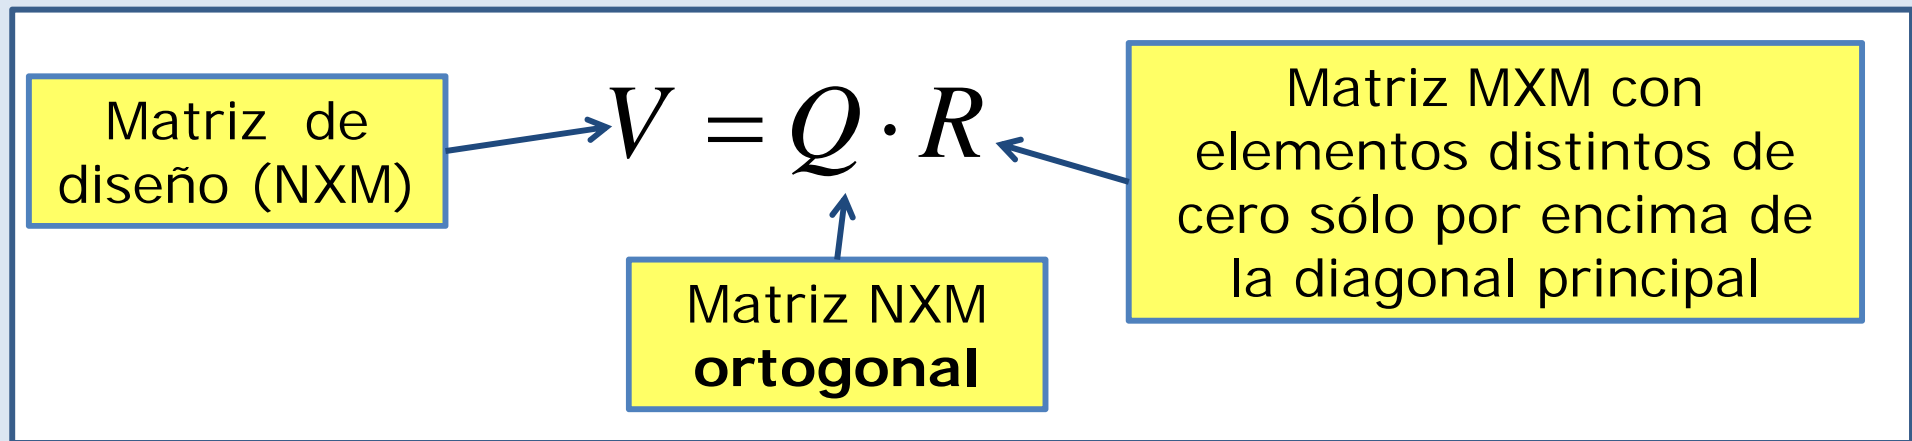 Matriz de
diseño (NXM)
V = Q · R
Matriz NXM
ortogonal
Matriz MXM con
elementos distintos de
cero sólo por encima de
la diagonal principal